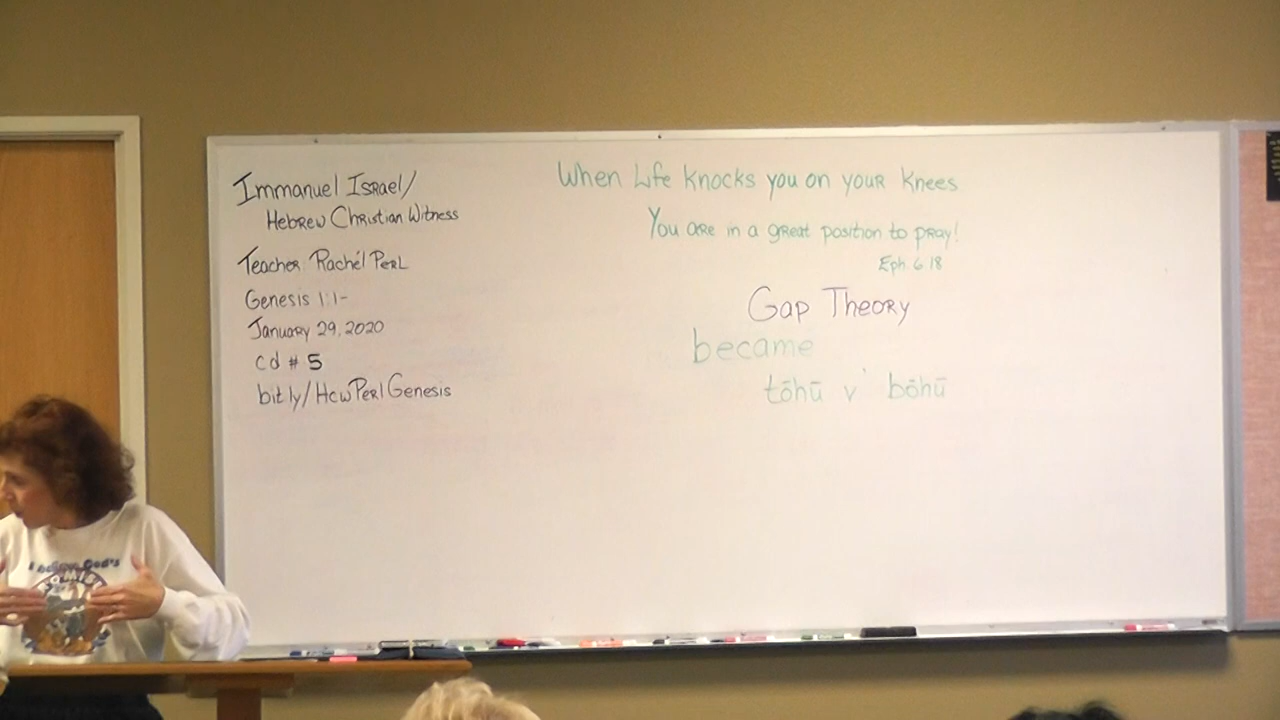 Immanuel Israel/
Hebrew Christian Witness
Teacher Rachél Perl
Genesis 1:1-
January 29, 2020
cd # 5
bit.ly/HcwPerlGenesis
When Life Knocks you on your Knees
You are in a great position to pray!
Eph 6 18
Gap Theory
became
tōhū v' bōhū
I believe God's